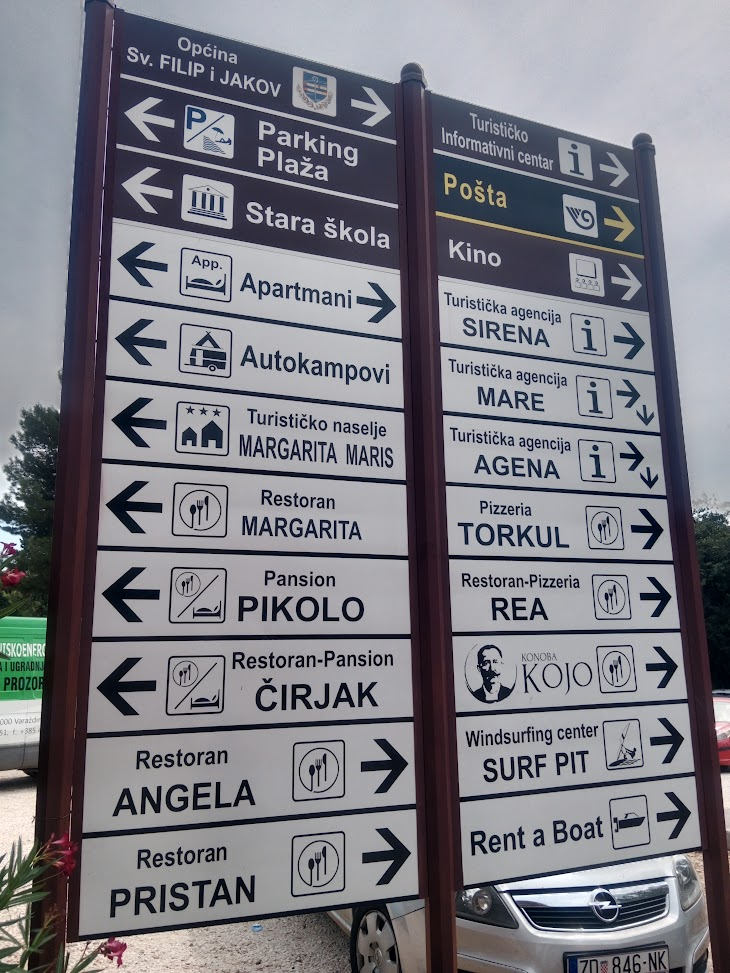 Općina
Sv. FILIP i JAKOV
P
Parking
Plaža
Stara škola
App.
Apartmani
Autokampovi
Turističko naselje
MARGARITA MARIS
Restoran
MARGARITA
Pansion
PIKOLO
Restoran-Pansion
ČIRJAK
Restoran
ANGELA
Restoran
PRISTAN
Turističko
Informativni centar
i
Pošta
Kino
Turistička agencija
SIRENA
i
Turistička agencija
MARE
i
Turistička agencija
AGENA
i
Pizzeria
TORKUL
Restoran-Pizzeria
REA
KONOBA
KOJO
Windsurfing center
SURF PIT
Rent a Boat
A I UGRADNJ
PROZOR
ZD 846-NK